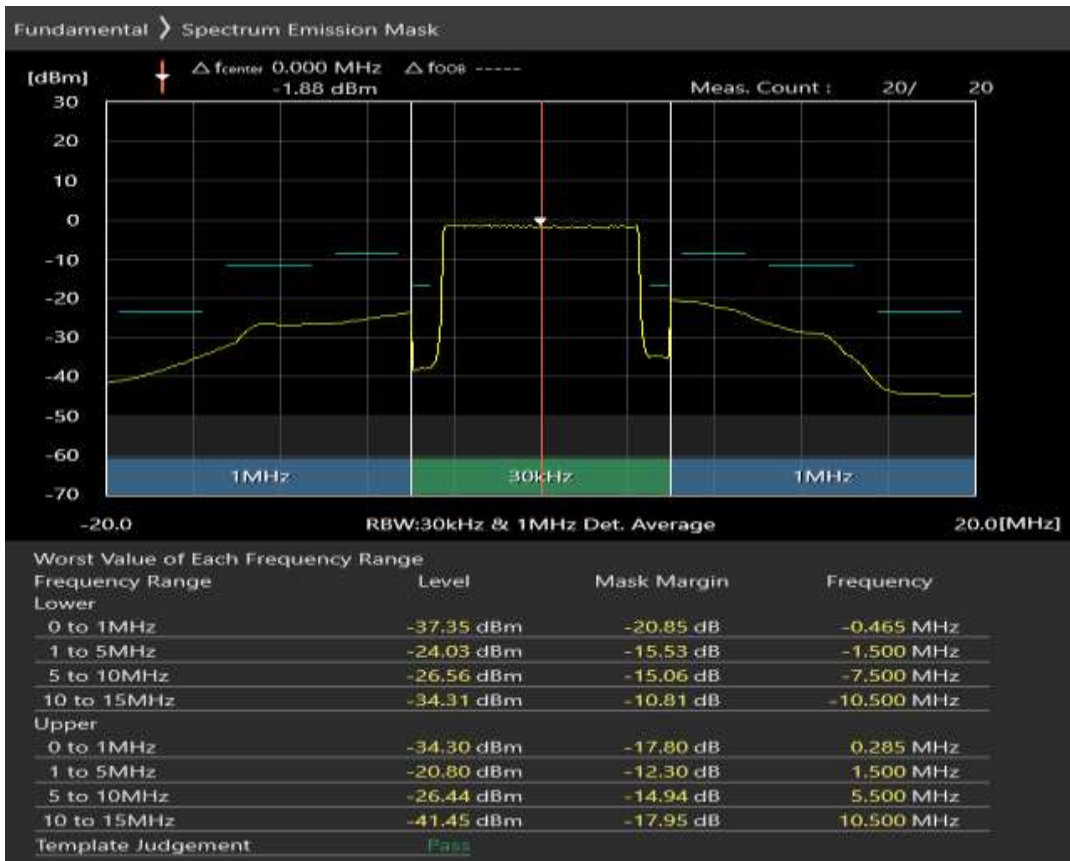 Fundamental ❯ Spectrum Emission Mask
[dBm] △ fcenter 0.000 MHz △ fOOB -----
-1.88 dBm Meas. Count : 20/ 20
30
20
10
0
-10
-20
-30
-40
-50
-60
1MHz 30kHz 1MHz
-70
-20.0 RBW:30kHz & 1MHz Det. Average 20.0[MHz]
Worst Value of Each Frequency Range
Frequency Range Level Mask Margin Frequency
Lower
0 to 1MHz -37.35 dBm -20.85 dB -0.465 MHz
1 to 5MHz -24.03 dBm -15.53 dB -1.500 MHz
5 to 10MHz -26.56 dBm -15.06 dB -7.500 MHz
10 to 15MHz -34.31 dBm -10.81 dB -10.500 MHz
Upper
0 to 1MHz -34.30 dBm -17.80 dB 0.285 MHz
1 to 5MHz -20.80 dBm -12.30 dB 1.500 MHz
5 to 10MHz -26.44 dBm -14.94 dB 5.500 MHz
10 to 15MHz -41.45 dBm -17.95 dB 10.500 MHz
Template Judgement Pass